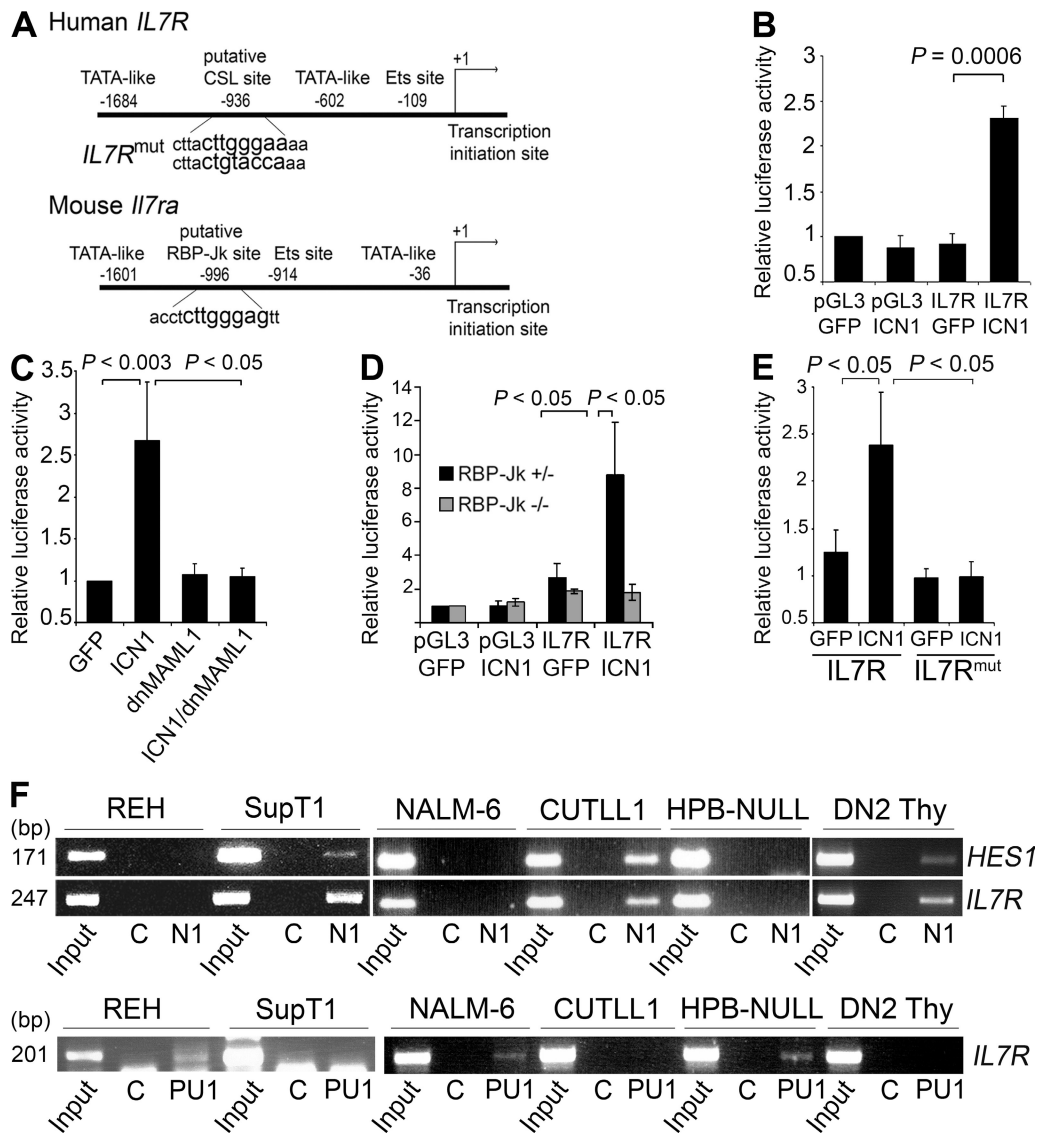 A Human IL7R
putative
TATA-like CSL site TATA-like Ets site +1
-1684 -936 -602 -109
IL7Rmut cttacttgggaaaa
cttactgtaccaaa
Transcription
initiation site
Mouse Il7ra
putative
TATA-like RBP-Jk site Ets site TATA-like +1
-1601 -996 -914 -36
acctcttgggagtt
Transcription
initiation site
B
P = 0.0006
Relative luciferase activity
3
2.5
2
1.5
1
0.5
pGL3 pGL3 IL7R IL7R
GFP ICN1 GFP ICN1
C
P < 0.003 P < 0.05
Relative luciferase activity
3.5
3
2.5
2
1.5
1
0.5
GFP
ICN1
dnMAML1
ICN1/dnMAML1
D
P < 0.05 P < 0.05
Relative luciferase activity
14
12
10
8
6
4
2
RBP-Jk +/-
RBP-Jk -/-
pGL3 pGL3 IL7R IL7R
GFP ICN1 GFP ICN1
E
P < 0.05 P < 0.05
Relative luciferase activity
3
2.5
2
1.5
1
0.5
GFP ICN1 GFP ICN1
IL7R IL7Rmut
F
REH SupT1 NALM-6 CUTLL1 HPB-NULL DN2 Thy
(bp)
171 HES1
247 IL7R
Input C N1 Input C N1 Input C N1 Input C N1 Input C N1 Input C N1
REH SupT1 NALM-6 CUTLL1 HPB-NULL DN2 Thy
(bp)
201 IL7R
Input C PU1 Input C PU1 Input C PU1 Input C PU1 Input C PU1 Input C PU1